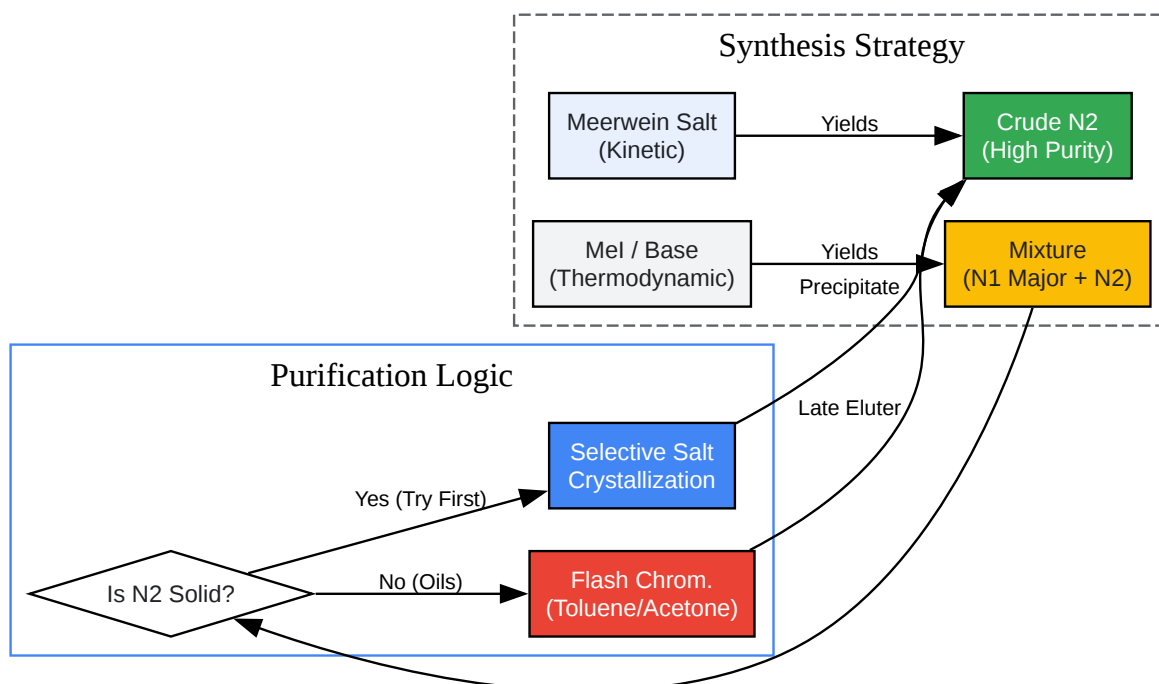 Synthesis Strategy
Meerwein Salt
(Kinetic)
Yields
Crude N2
(High Purity)
MeI / Base
(Thermodynamic)
Yields
Mixture
(N1 Major + N2)
Precipitate
Purification Logic
Late Eluter
Selective Salt
Crystallization
Yes (Try First)
Is N2 Solid?
No (Oils)
Flash Chrom.
(Toluene/Acetone)